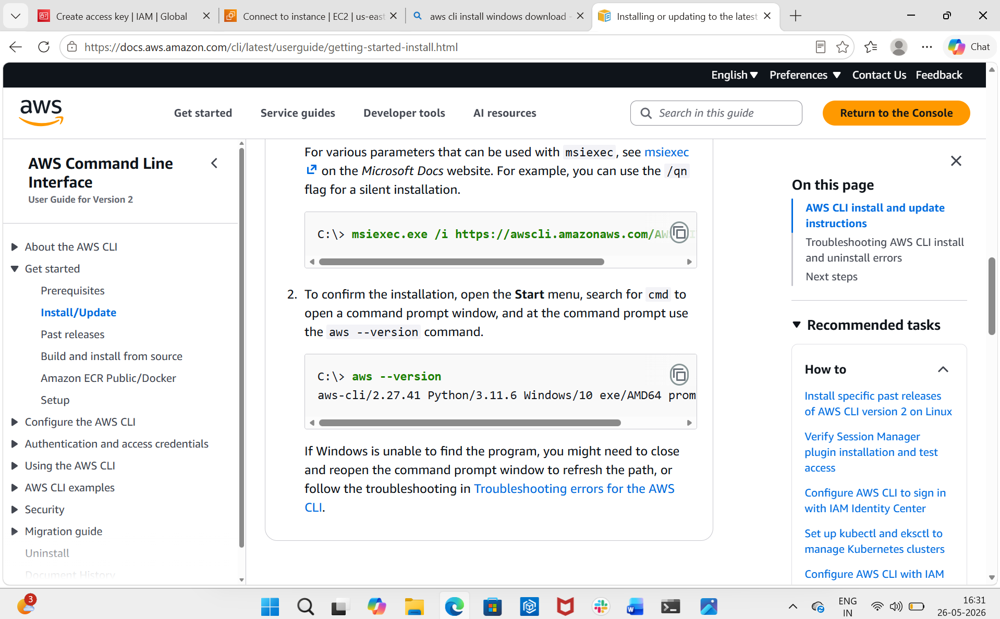 Create access key | IAM | Global
Connect to instance | EC2 | us-east
aws cli install windows download -
Installing or updating to the latest
https://docs.aws.amazon.com/cli/latest/userguide/getting-started-install.html
Chat
English
Preferences
Contact Us
Feedback
aws
Get started
Service guides
Developer tools
AI resources
Search in this guide
Return to the Console
AWS Command Line
Interface
User Guide for Version 2
About the AWS CLI
Get started
Prerequisites
Install/Update
Past releases
Build and install from source
Amazon ECR Public/Docker
Setup
Configure the AWS CLI
Authentication and access credentials
Using the AWS CLI
AWS CLI examples
Security
Migration guide
Uninstall
Document History
For various parameters that can be used with msiexec, see msiexec
on the Microsoft Docs website. For example, you can use the /qn
flag for a silent installation.
C:\> msiexec.exe /i https://awscli.amazonaws.com/AWSCLI
2. To confirm the installation, open the Start menu, search for cmd to
open a command prompt window, and at the command prompt use
the aws --version command.
C:\> aws --version
aws-cli/2.27.41 Python/3.11.6 Windows/10 exe/AMD64 prom
If Windows is unable to find the program, you might need to close
and reopen the command prompt window to refresh the path, or
follow the troubleshooting in Troubleshooting errors for the AWS
CLI.
On this page
AWS CLI install and update
instructions
Troubleshooting AWS CLI install
and uninstall errors
Next steps
Recommended tasks
How to
Install specific past releases
of AWS CLI version 2 on Linux
Verify Session Manager
plugin installation and test
access
Configure AWS CLI to sign in
with IAM Identity Center
Set up kubectl and eksctl to
manage Kubernetes clusters
Configure AWS CLI with IAM
3
W
ENG
IN
16:31
26-05-2026